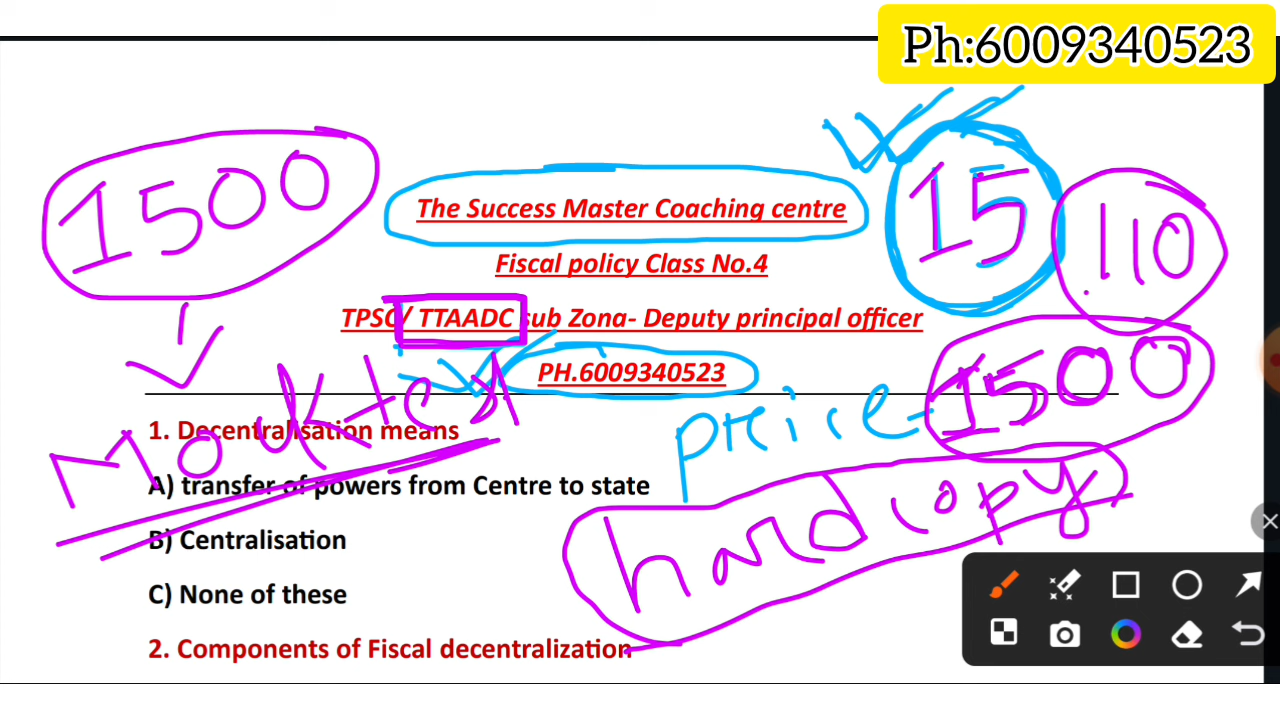 Ph:6009340523
1500
15
110
The Success Master Coaching centre
Fiscal policy Class No.4
TPSC/ TTAADC sub Zona- Deputy principal officer
PH.6009340523
price-1500
Mock test
1. Decentralisation means
A) transfer of powers from Centre to state
hard copy
B) Centralisation
C) None of these
2. Components of Fiscal decentralization